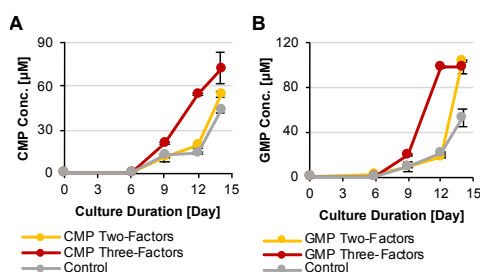 A
CMP Conc. [µM]
90
60
30
0
0 3 6 9 12 15
Culture Duration [Day]
CMP Two-Factors
CMP Three-Factors
Control
B
GMP Conc. [µM]
120
80
40
0
0 3 6 9 12 15
Culture Duration [Day]
GMP Two-Factors
GMP Three-Factors
Control